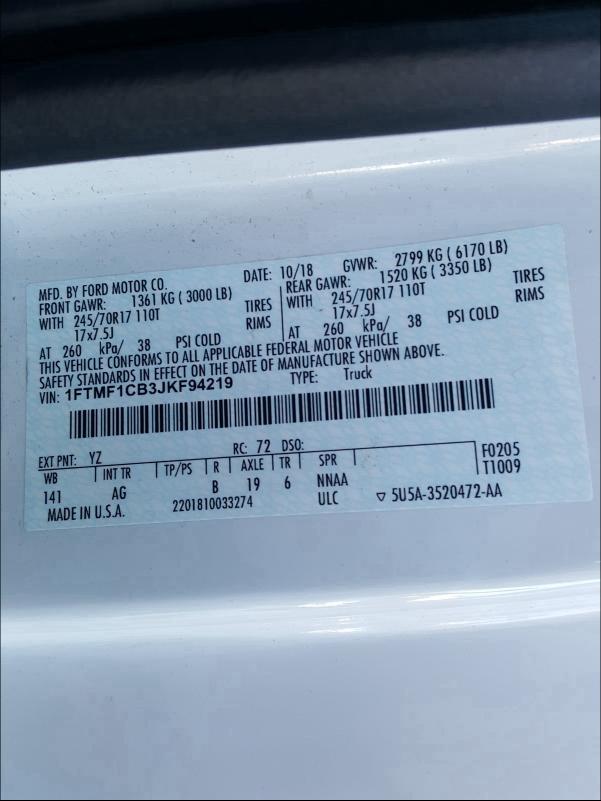 MFD. BY FORD MOTOR CO. DATE: 10/18 GVWR: 2799 KG ( 6170 LB)
FRONT GAWR: 1361 KG ( 3000 LB) REAR GAWR: 1520 KG ( 3350 LB)
WITH 245/70R17 110T TIRES WITH 245/70R17 110T TIRES
17x7.5J RIMS 17x7.5J RIMS
AT 260 kPa/ 38 PSI COLD AT 260 kPa/ 38 PSI COLD
THIS VEHICLE CONFORMS TO ALL APPLICABLE FEDERAL MOTOR VEHICLE
SAFETY STANDARDS IN EFFECT ON THE DATE OF MANUFACTURE SHOWN ABOVE.
VIN: 1FTMF1CB3JKF94219 TYPE: Truck
EXT PNT: YZ RC: 72 DSO: F0205
WB INT TR TP/PS R AXLE TR SPR T1009
141 AG B 19 6 NNAA
MADE IN U.S.A. 2201810033274 ULC ▽ 5U5A-3520472-AA